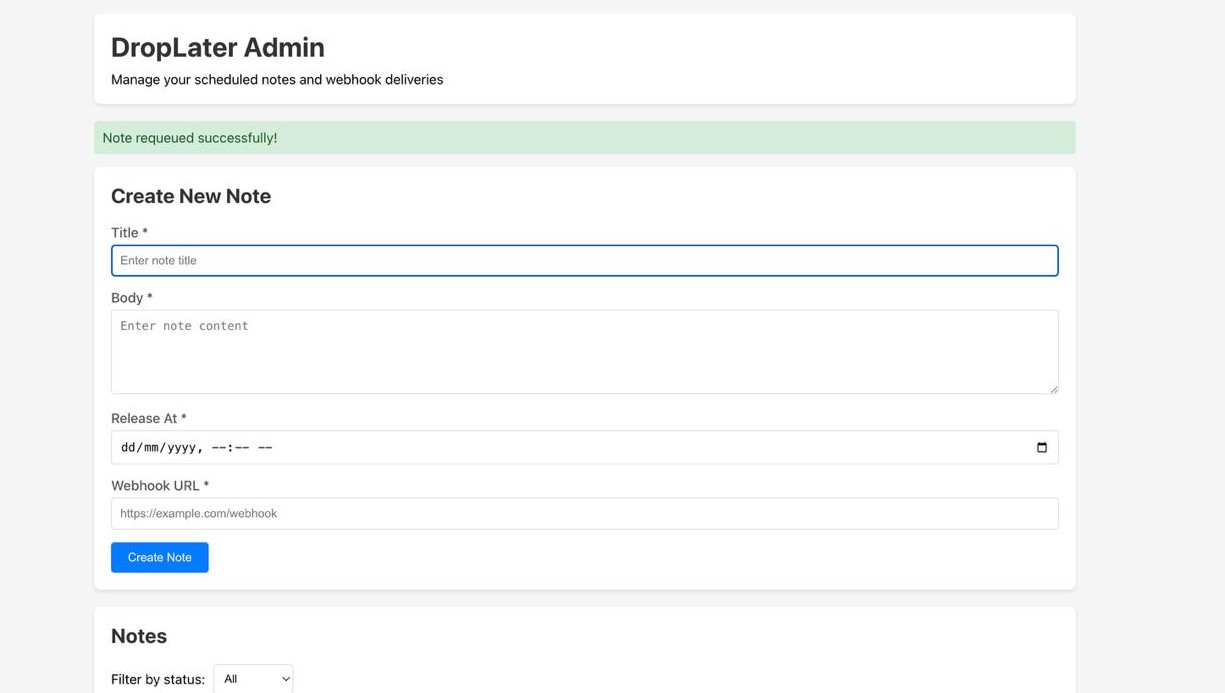 DropLater Admin
Manage your scheduled notes and webhook deliveries
Note requeued successfully!
Create New Note
Title *
Enter note title
Body *
Enter note content
Release At *
dd/mm/yyyy, --:-- --
Webhook URL *
https://example.com/webhook
Create Note
Notes
Filter by status: All